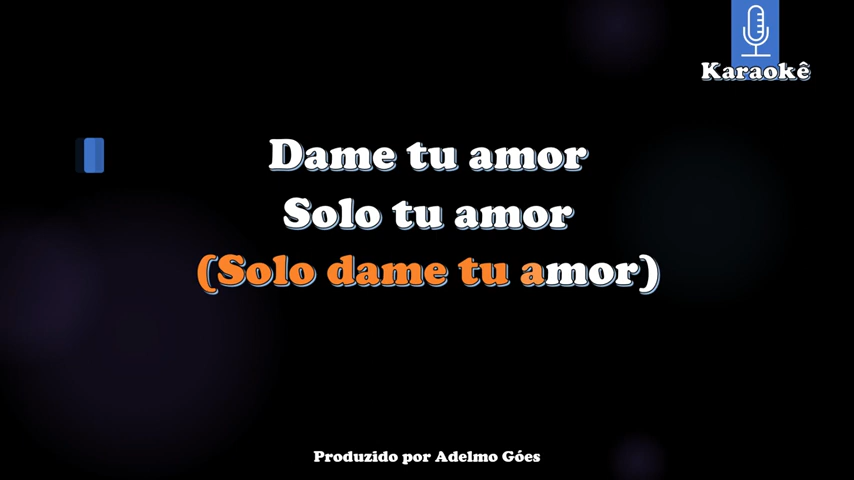 Karaokê
Dame tu amor
Solo tu amor
(Solo dame tu amor)
Produzido por Adelmo Góes